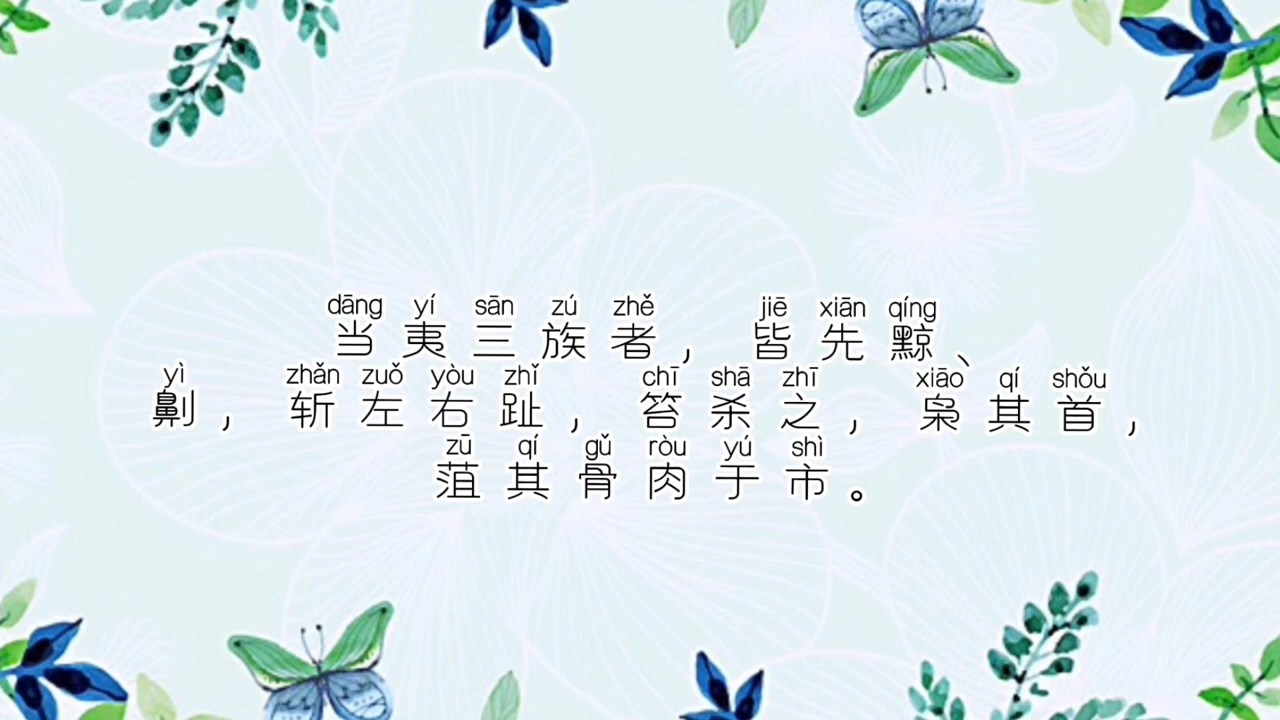 dāng yí sān zú zhě jiē xiān qíng
当夷三族者，皆先黥、
yì zhǎn zuǒ yòu zhǐ chī shā zhī xiāo qí shǒu
劓，斩左右趾，笞杀之，枭其首，
zū qí gǔ ròu yú shì
菹其骨肉于市。